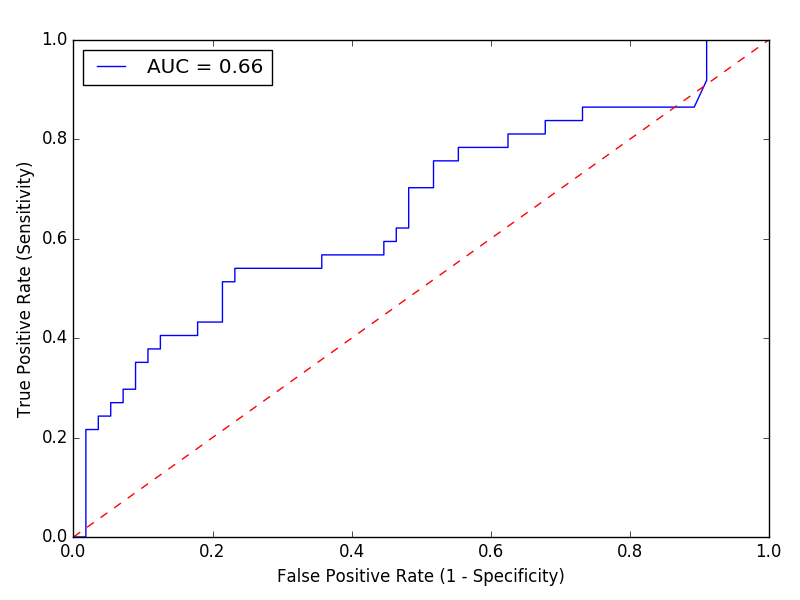 AUC = 0.66
1.0
0.8
0.6
0.4
0.2
0.0
True Positive Rate (Sensitivity)
0.0 0.2 0.4 0.6 0.8 1.0
False Positive Rate (1 - Specificity)